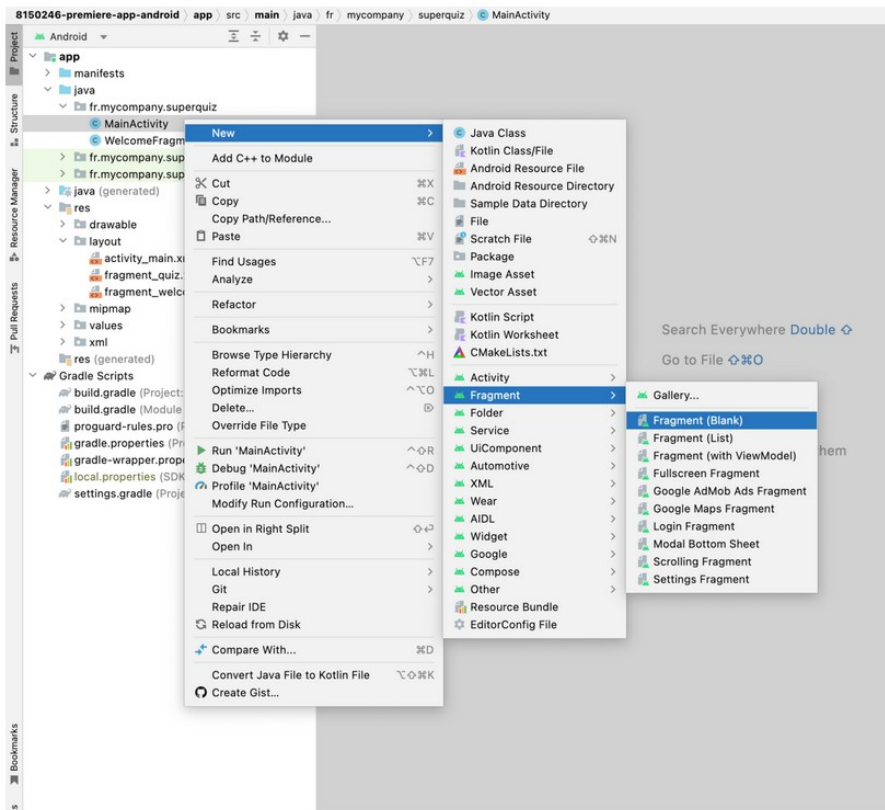 8150246-premiere-app-android app src main java fr mycompany superquiz MainActivity
Project
Structure
Resource Manager
Pull Requests
Bookmarks
Android
app
manifests
java
fr.mycompany.superquiz
MainActivity
WelcomeFragm
fr.mycompany.sup
fr.mycompany.sup
java (generated)
res
drawable
layout
activity_main.x
fragment_quiz.
fragment_welc
mipmap
values
xml
res (generated)
Gradle Scripts
build.gradle (Project:
build.gradle (Module
proguard-rules.pro (
gradle.properties (Pr
gradle-wrapper.prope
local.properties (SDK
settings.gradle (Proje
New
Add C++ to Module
Cut ⌘X
Copy ⌘C
Copy Path/Reference...
Paste ⌘V
Find Usages ⌥F7
Analyze
Refactor
Bookmarks
Browse Type Hierarchy ^H
Reformat Code ⌥⌘L
Optimize Imports ^⌥O
Delete... ⌦
Override File Type
Run 'MainActivity' ^⇧R
Debug 'MainActivity' ^⇧D
Profile 'MainActivity'
Modify Run Configuration...
Open in Right Split ⇧⏎
Open In
Local History
Git
Repair IDE
Reload from Disk
Compare With... ⌘D
Convert Java File to Kotlin File ⌥⇧⌘K
Create Gist...
Java Class
Kotlin Class/File
Android Resource File
Android Resource Directory
Sample Data Directory
File
Scratch File ⇧⌘N
Package
Image Asset
Vector Asset
Kotlin Script
Kotlin Worksheet
CMakeLists.txt
Activity
Fragment
Folder
Service
UiComponent
Automotive
XML
Wear
AIDL
Widget
Google
Compose
Other
Resource Bundle
EditorConfig File
Gallery...
Fragment (Blank)
Fragment (List)
Fragment (with ViewModel)
Fullscreen Fragment
Google AdMob Ads Fragment
Google Maps Fragment
Login Fragment
Modal Bottom Sheet
Scrolling Fragment
Settings Fragment
Search Everywhere Double ⇧
Go to File ⇧⌘O
hem